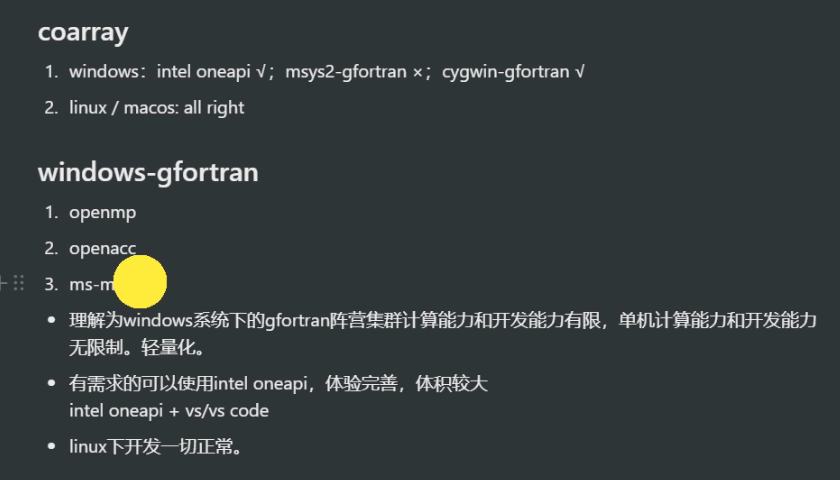 coarray
1. windows：intel oneapi √；msys2-gfortran ×；cygwin-gfortran √
2. linux / macos: all right
windows-gfortran
1. openmp
2. openacc
3.
• 理解为windows系统下的gfortran阵营集群计算能力和开发能力有限，单机计算能力和开发能力
无限制。轻量化。
• 有需求的可以使用intel oneapi，体验完善，体积较大
intel oneapi + vs/vs code
• linux下开发一切正常。